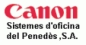 Canon
Sistemes d'oficina
del Penedès,S.A.